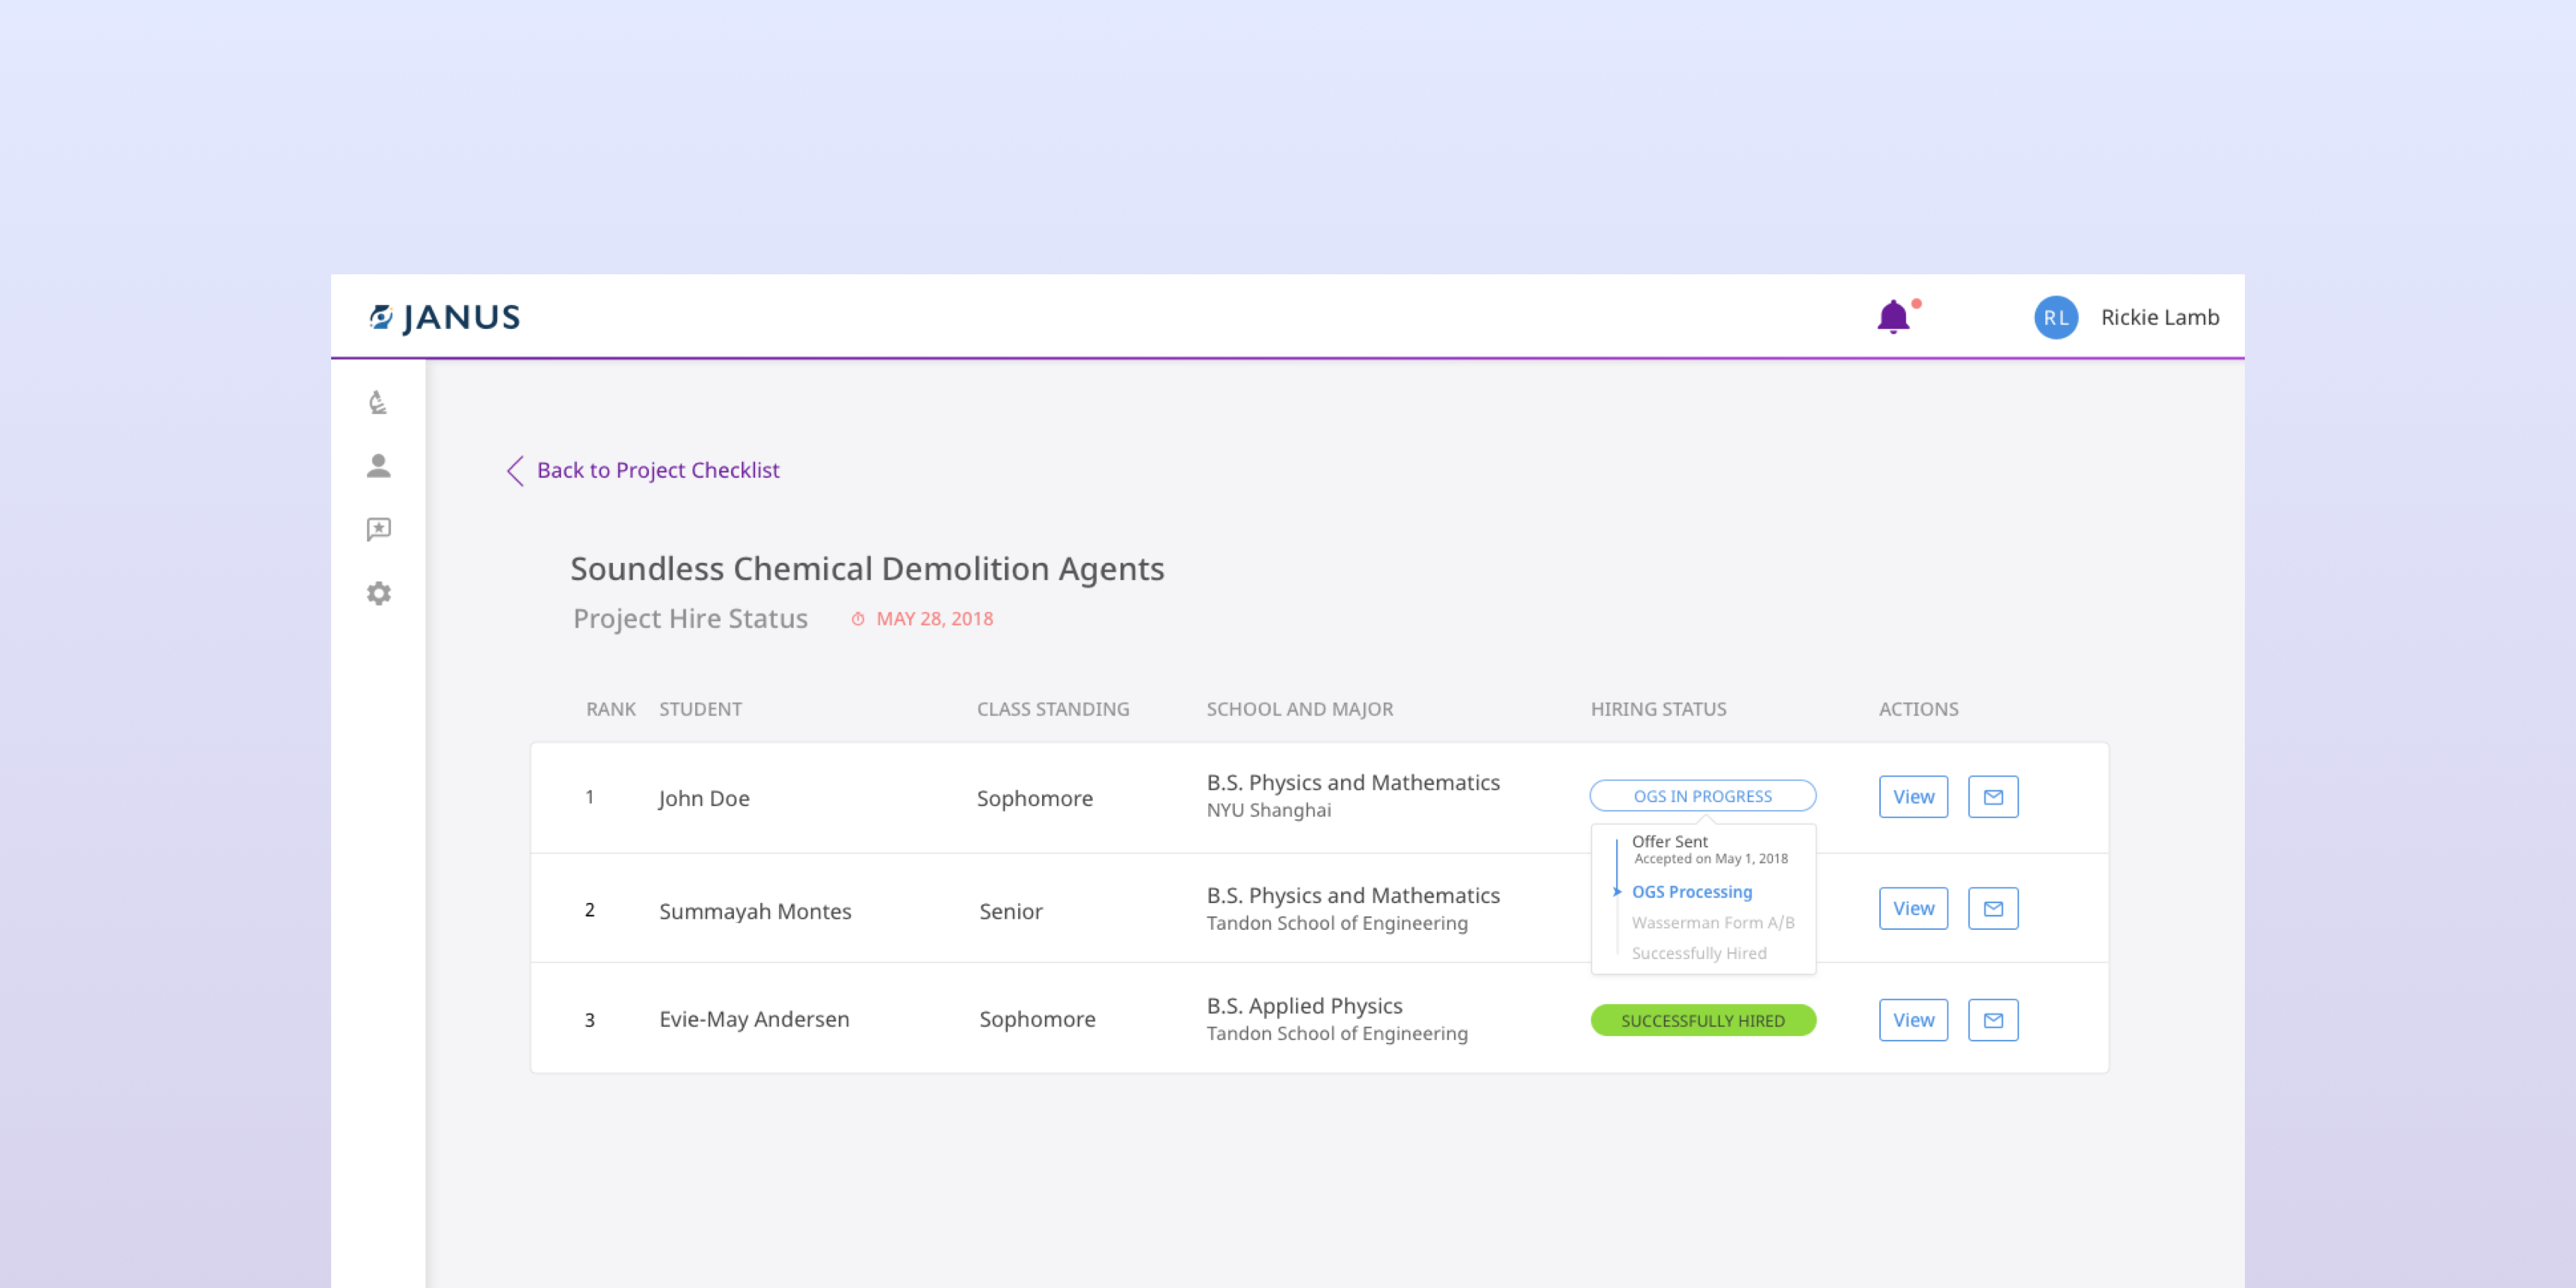 JANUS
RL Rickie Lamb
Back to Project Checklist
Soundless Chemical Demolition Agents
Project Hire Status MAY 28, 2018
RANK STUDENT CLASS STANDING SCHOOL AND MAJOR HIRING STATUS ACTIONS
1 John Doe Sophomore B.S. Physics and Mathematics OGS IN PROGRESS View
NYU Shanghai
Offer Sent
Accepted on May 1, 2018
OGS Processing
Wasserman Form A/B
Successfully Hired
2 Summayah Montes Senior B.S. Physics and Mathematics View
Tandon School of Engineering
3 Evie-May Andersen Sophomore B.S. Applied Physics SUCCESSFULLY HIRED View
Tandon School of Engineering